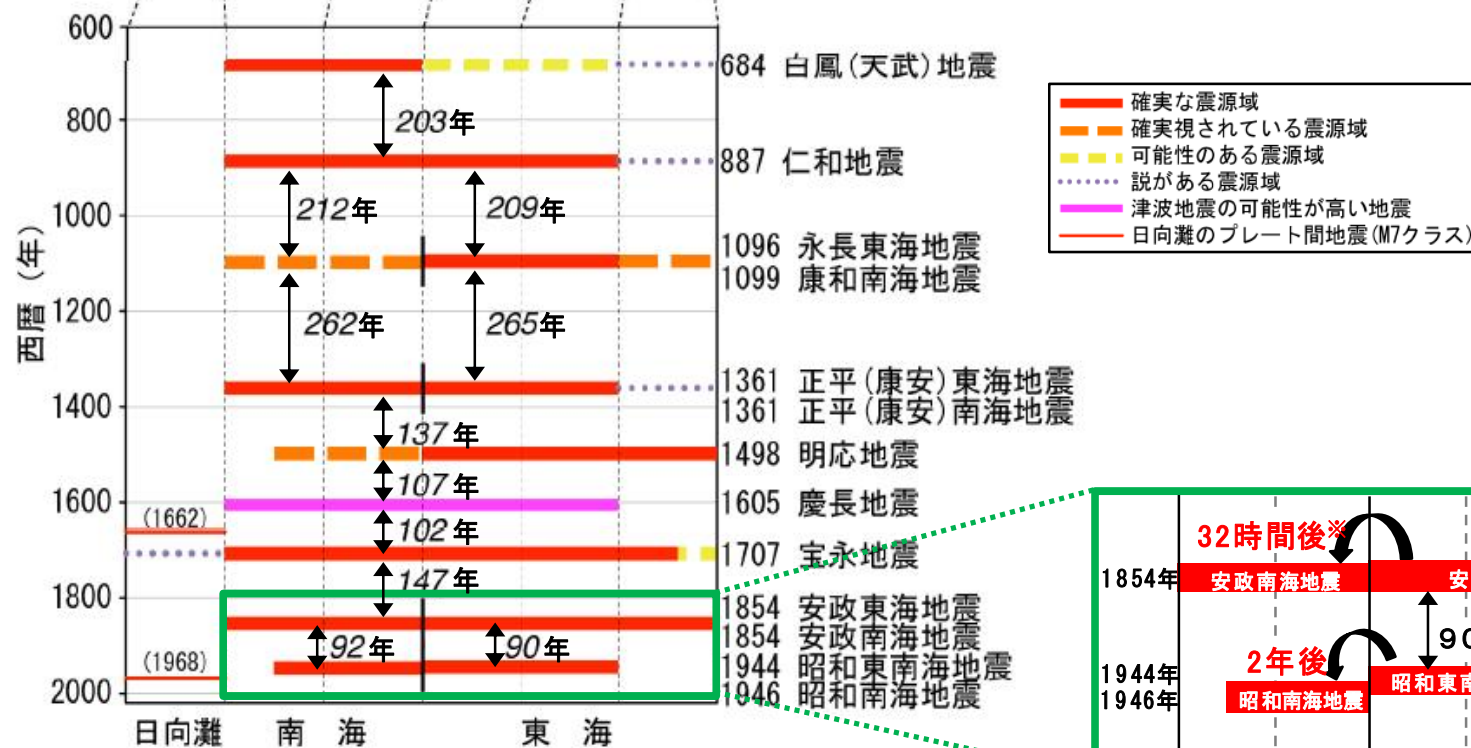 600
684 白鳳(天武)地震
203年
800
887 仁和地震
212年 209年
1000
1096 永長東海地震
1099 康和南海地震
1200
262年 265年
1361 正平(康安)東海地震
1361 正平(康安)南海地震
1400
137年
1498 明応地震
107年
1600
1605 慶長地震
(1662)
102年
1707 宝永地震
147年
1800
1854 安政東海地震
1854 安政南海地震
92年 90年
(1968)
1944 昭和東南海地震
1946 昭和南海地震
2000
西暦(年)
日向灘 南 海 東 海
確実な震源域
確実視されている震源域
可能性のある震源域
説がある震源域
津波地震の可能性が高い地震
日向灘のプレート間地震(M7クラス)
32時間後※
1854年 安政南海地震 安
90
2年後
1944年 昭和東南
1946年 昭和南海地震